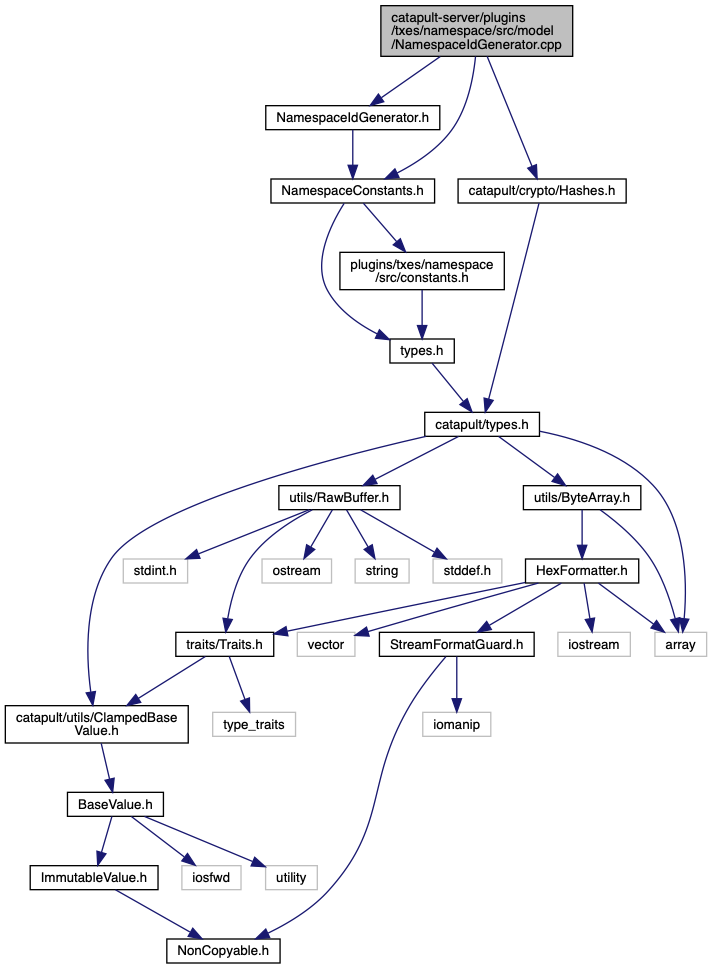 catapult-server/plugins
/txes/namespace/src/model
/NamespaceIdGenerator.cpp
NamespaceIdGenerator.h
NamespaceConstants.h
catapult/crypto/Hashes.h
plugins/txes/namespace
/src/constants.h
types.h
catapult/types.h
utils/RawBuffer.h
utils/ByteArray.h
stdint.h
ostream
string
stddef.h
HexFormatter.h
traits/Traits.h
vector
StreamFormatGuard.h
iostream
array
catapult/utils/ClampedBase
Value.h
type_traits
iomanip
BaseValue.h
ImmutableValue.h
iosfwd
utility
NonCopyable.h